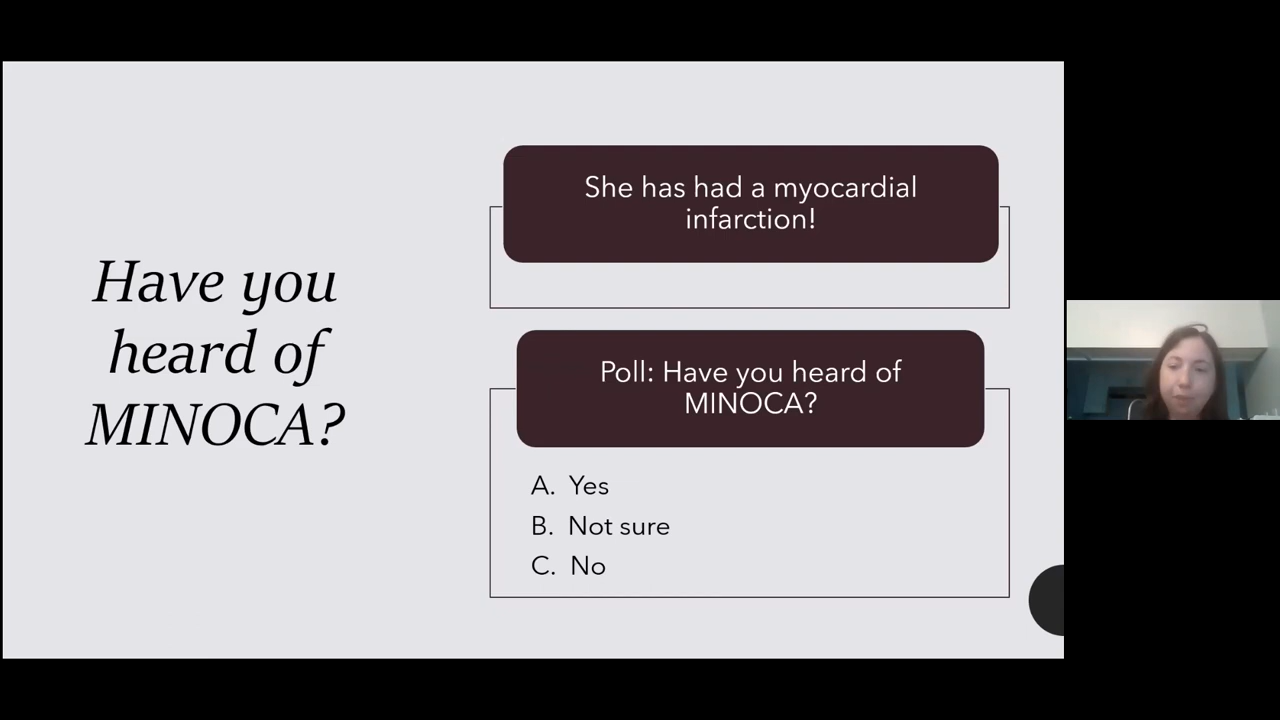 Have you
heard of
MINOCA?
She has had a myocardial
infarction!
Poll: Have you heard of
MINOCA?
A. Yes
B. Not sure
C. No